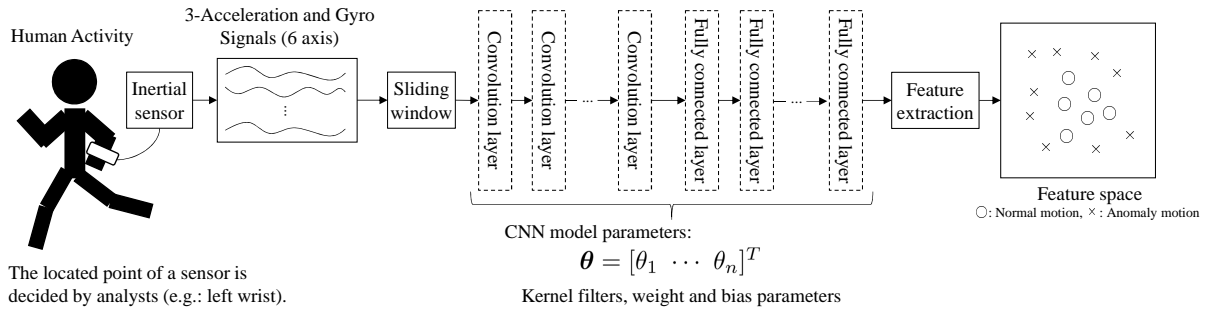 Human Activity
Inertial
sensor
3-Acceleration and Gyro
Signals (6 axis)
Sliding
window
Convolution layer
Convolution layer
...
Convolution layer
Fully connected layer
Fully connected layer
...
Fully connected layer
Feature
extraction
Feature space
○: Normal motion, ×: Anomaly motion
CNN model parameters:
θ = [θ₁ ⋯ θₙ]ᵀ
Kernel filters, weight and bias parameters
The located point of a sensor is
decided by analysts (e.g.: left wrist).